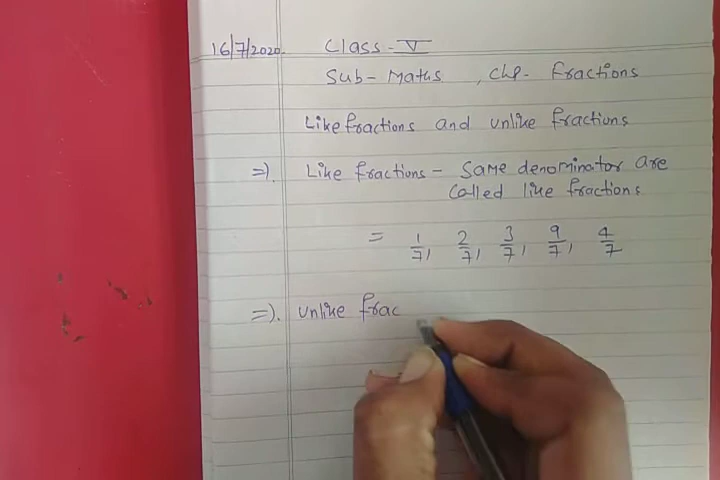 16/7/2020. Class - V
Sub - Maths , Chp - Fractions
Like fractions and unlike fractions
=). Like fractions - Same denominator are
called like fractions
= 1/7, 2/7, 3/7, 9/7, 4/7
=). Unlike frac